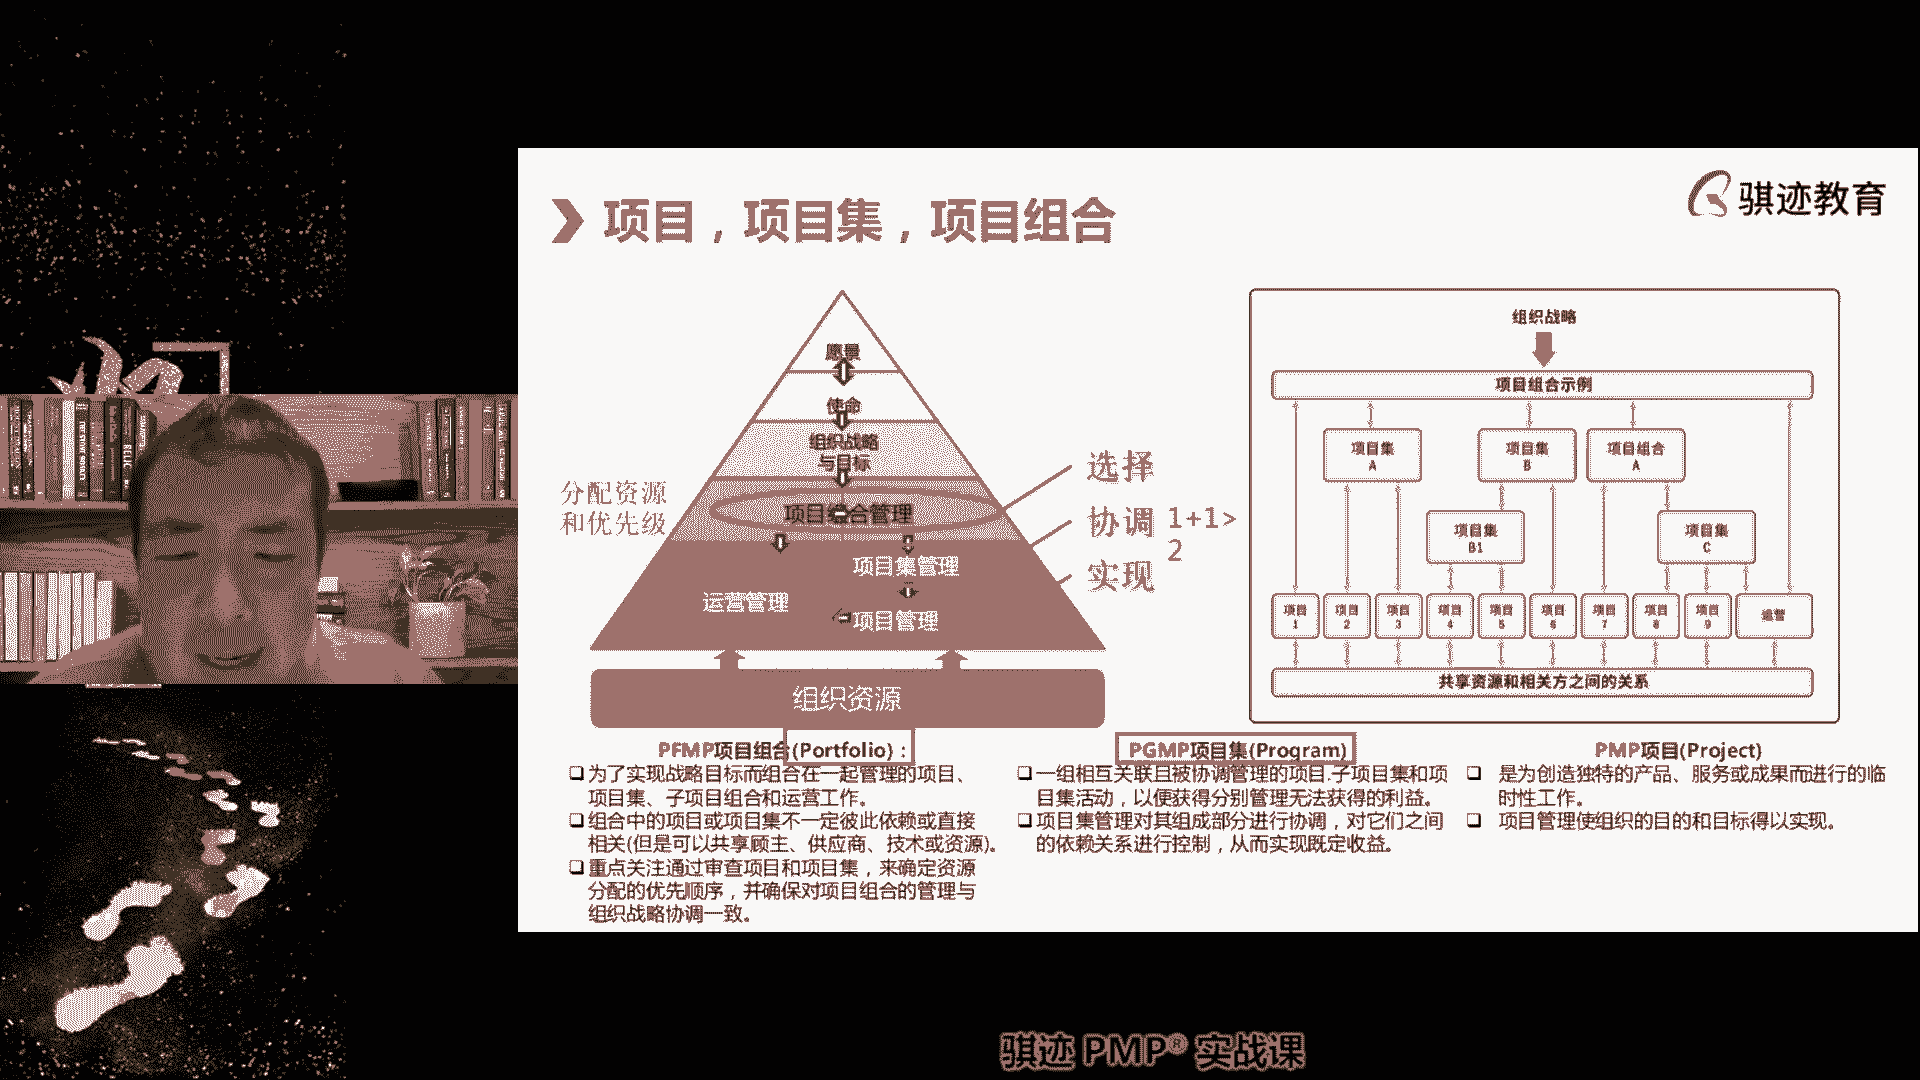 骐迹教育
项目，项目集，项目组合
愿景
使命
组织战略
与目标
分配资源
和优先级
项目组合管理
项目集管理
运营管理
项目管理
组织资源
选择
协调 1+1>
2
实现
组织战略
项目组合示例
项目集
A
项目集
B
项目组合
A
项目集
B1
项目集
C
项目
1
项目
2
项目
3
项目
4
项目
5
项目
6
项目
7
项目
8
项目
9
运营
共享资源和相关方之间的关系
PFMP项目组合(Portfolio)：
为了实现战略目标而组合在一起管理的项目、
项目集、子项目组合和运营工作。
组合中的项目或项目集不一定彼此依赖或直接
相关(但是可以共享顾主、供应商、技术或资源)。
重点关注通过审查项目和项目集，来确定资源
分配的优先顺序，并确保对项目组合的管理与
组织战略协调一致。
PGMP项目集(Program)
一组相互关联且被协调管理的项目.子项目集和项
目集活动，以便获得分别管理无法获得的利益。
项目集管理对其组成部分进行协调，对它们之间
的依赖关系进行控制，从而实现既定收益。
PMP项目(Project)
是为创造独特的产品、服务或成果而进行的临
时性工作。
项目管理使组织的目的和目标得以实现。
骐迹 PMP® 实战课